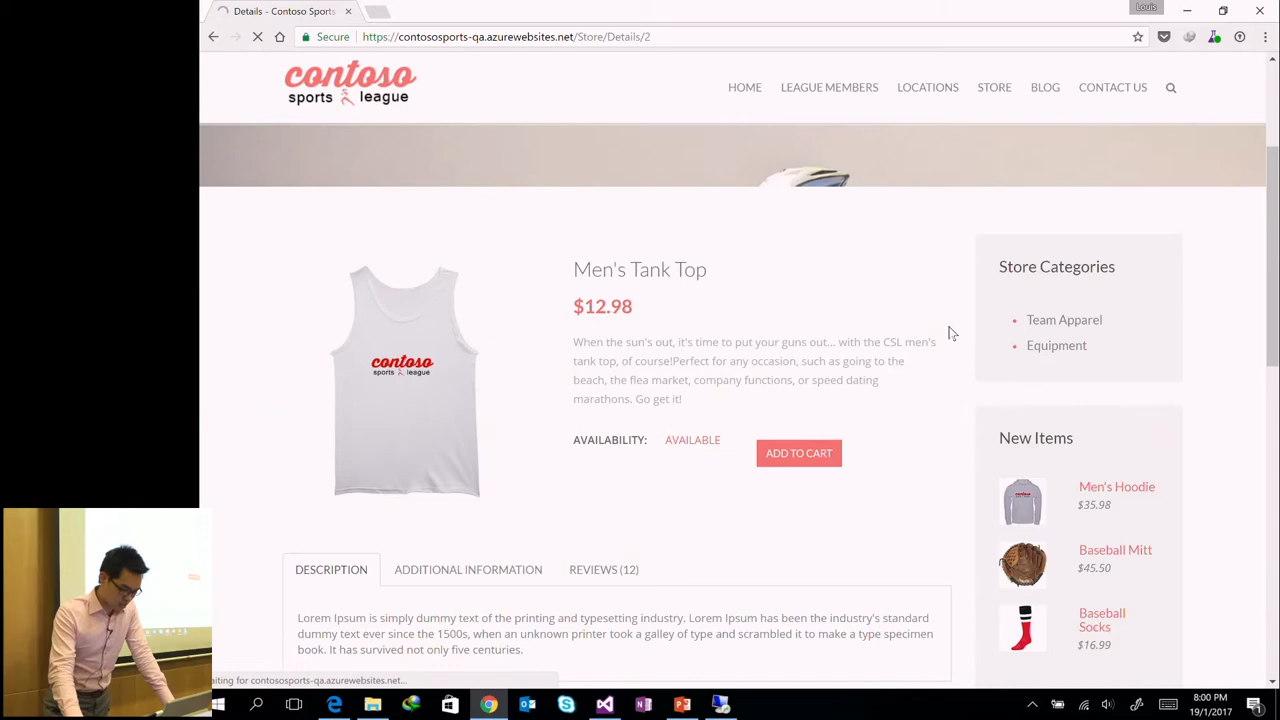 Louis
Details - Contoso Sports
Secure
https://contososports-qa.azurewebsites.net/Store/Details/2
contoso
sports league
HOME
LEAGUE MEMBERS
LOCATIONS
STORE
BLOG
CONTACT US
contoso
sports league
Men's Tank Top
$12.98
When the sun's out, it's time to put your guns out... with the CSL men's
tank top, of course!Perfect for any occasion, such as going to the
beach, the flea market, company functions, or speed dating
marathons. Go get it!
AVAILABILITY:
AVAILABLE
ADD TO CART
Store Categories
Team Apparel
Equipment
New Items
Men's Hoodie
$35.98
Baseball Mitt
$45.50
Baseball
Socks
$16.99
DESCRIPTION
ADDITIONAL INFORMATION
REVIEWS (12)
Lorem Ipsum is simply dummy text of the printing and typesetting industry. Lorem Ipsum has been the industry's standard
dummy text ever since the 1500s, when an unknown printer took a galley of type and scrambled it to make a type specimen
book. It has survived not only five centuries.
aiting for contososports-qa.azurewebsites.net...
8:00 PM
19/1/2017